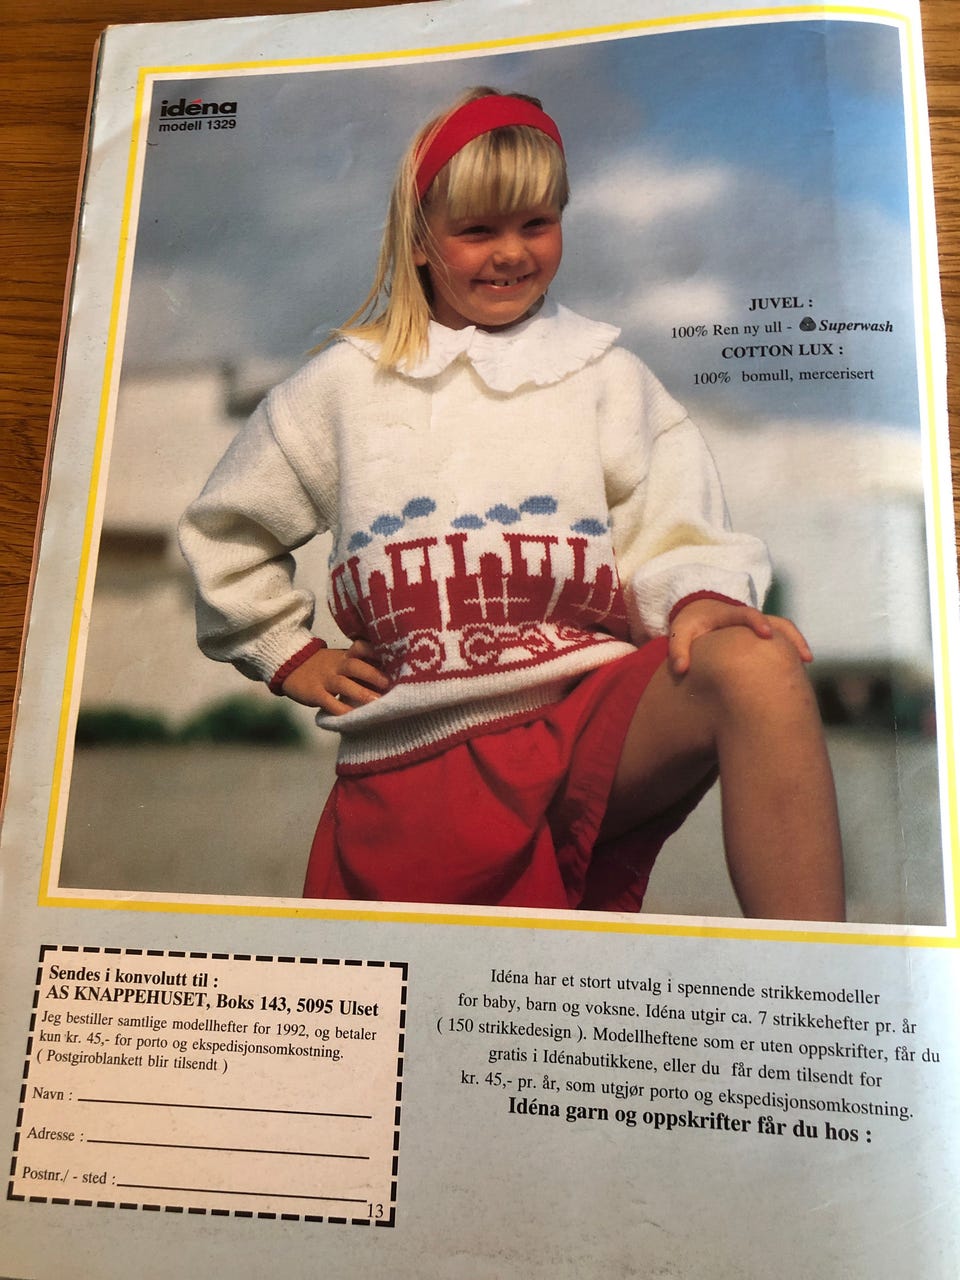 idéna
modell 1329
JUVEL :
100% Ren ny ull - Superwash
COTTON LUX :
100% bomull, mercerisert
Sendes i konvolutt til :
AS KNAPPEHUSET, Boks 143, 5095 Ulset
Jeg bestiller samtlige modellhefter for 1992, og betaler
kun kr. 45,- for porto og ekspedisjonsomkostning.
( Postgiroblankett blir tilsendt )
Navn :
Adresse :
Postnr./ - sted :
13
Idéna har et stort utvalg i spennende strikkemodeller
for baby, barn og voksne. Idéna utgir ca. 7 strikkehefter pr. år
( 150 strikkedesign ). Modellheftene som er uten oppskrifter, får du
gratis i Idénabutikkene, eller du får dem tilsendt for
kr. 45,- pr. år, som utgjør porto og ekspedisjonsomkostning.
Idéna garn og oppskrifter får du hos :